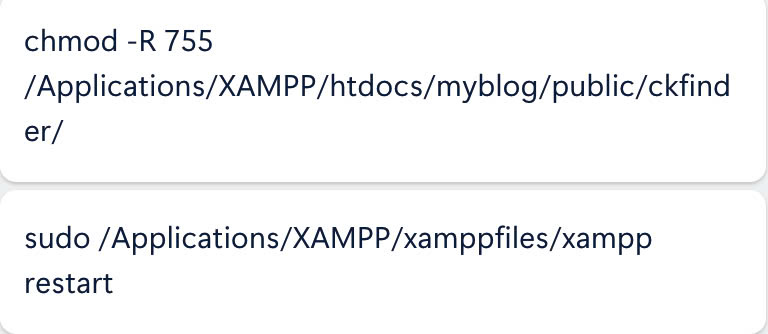 chmod -R 755
/Applications/XAMPP/htdocs/myblog/public/ckfind
er/
sudo /Applications/XAMPP/xamppfiles/xampp
restart